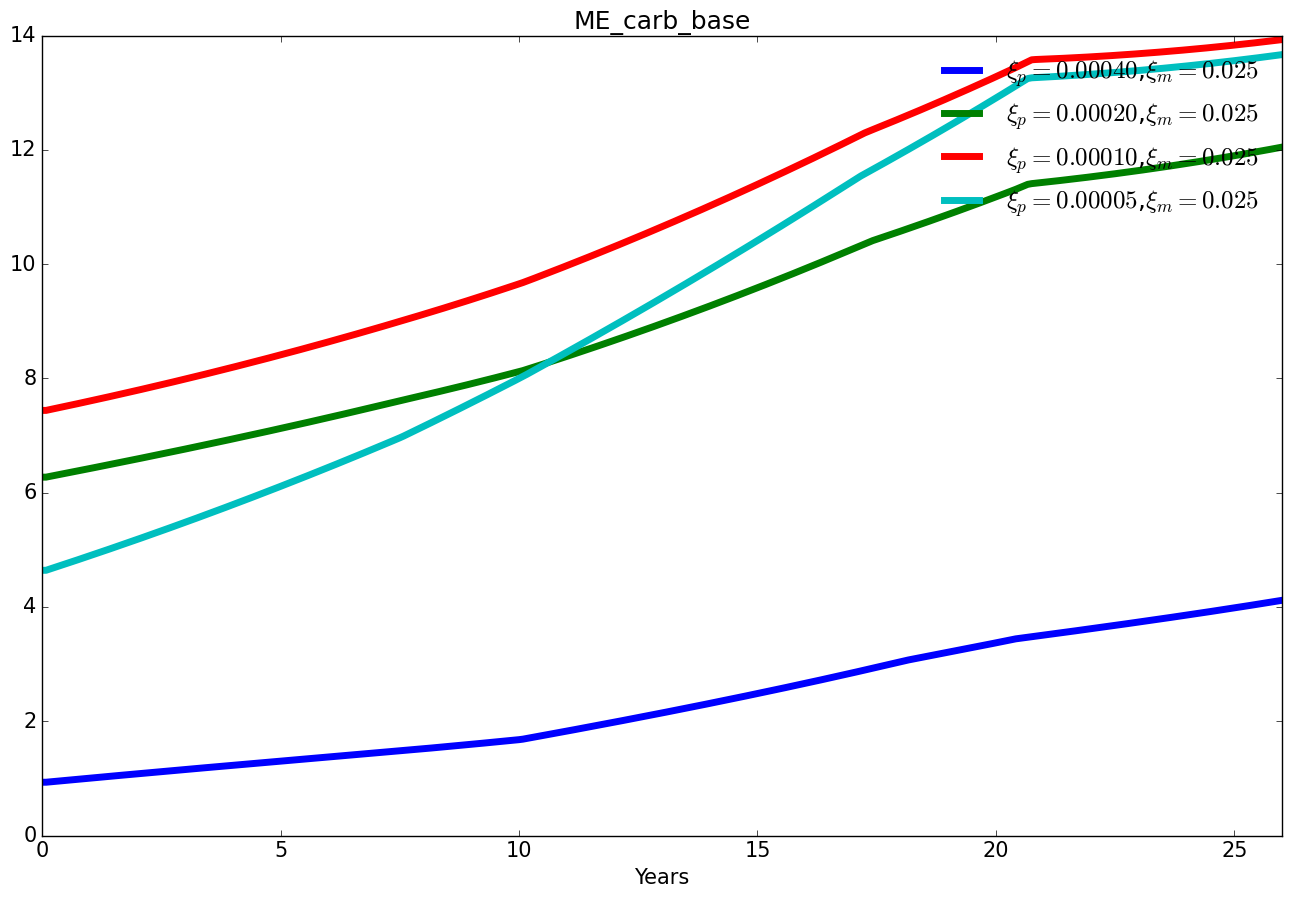 ME_carb_base
14
12
10
8
6
4
2
0
ξp = 0.00040,ξm = 0.025
ξp = 0.00020,ξm = 0.025
ξp = 0.00010,ξm = 0.025
ξp = 0.00005,ξm = 0.025
0 5 10 15 20 25
Years